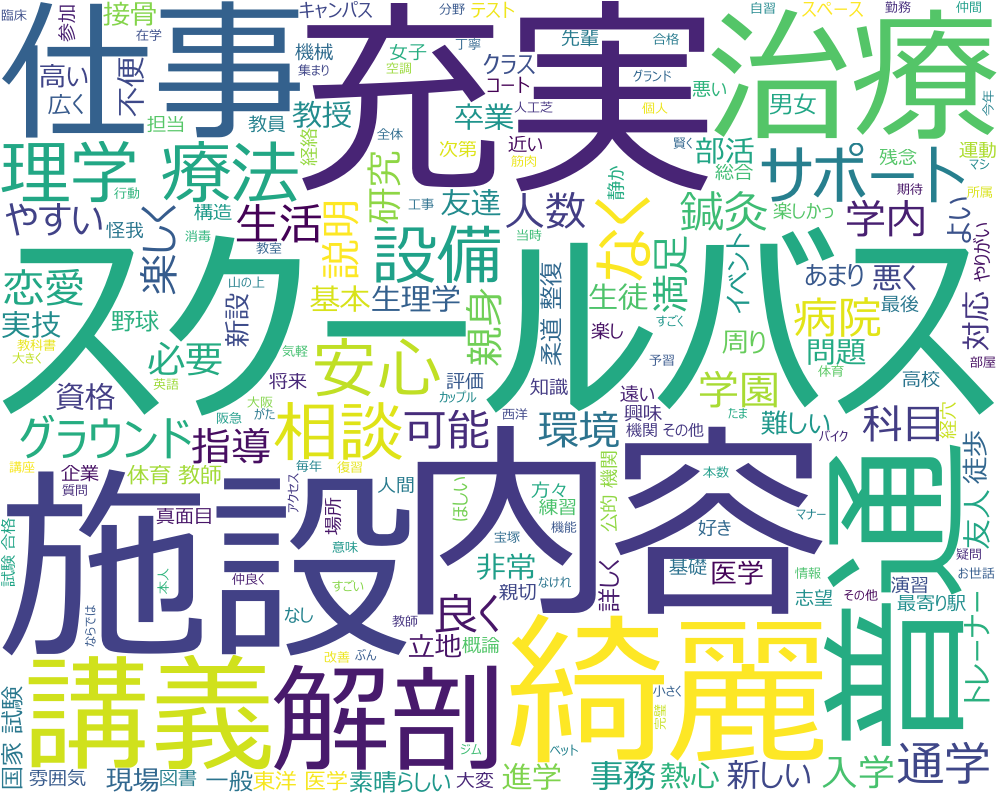 臨床
参加
在学
接骨
キャンパス
集まり
機械
女子
空調
丁寧
クラス
コート
分野
テスト
先輩
人工芝
合格
グランド
個人
自習
スペース
勤務
仲間
今年
仕事
充実
治療
高い
広く
不便
担当
教員
教授
経絡
全体
卒業
次第
近い
筋肉
悪い
賢く
男女
部活
総合
残念
運動
マシ
理学
療法
行動
構造
研究
工事
友達
人数
静か
鍼灸
サポート
期待
楽しかっ
所属
学内
よい
やりがい
やすい
怪我
消毒
楽しく
生活
教室
説明
設備
当時
なく
満足
イベント
あまり
悪く
対応
スクールバス
恋愛
山の上
新設
基本
生理学
親身
柔道 整復
生徒
すごく
楽し
周り
病院
問題
最後
部屋
実技
教科書
大きく
野球
英語
必要
気軽
安心
将来
大阪
阪急
がた
評価
カップル
知識
西洋
予習
遠い
興味
機関 その他
学園
たま
体育
難しい
高校
バイク
経穴
科目
資格
グラウンド
指導
相談
可能
環境
講座
企業
質問
体育 教師
毎年
アクセス
復習
場所
人間
ほしい
方々
練習
機能
宝塚
公的 機関
本数
好き
マナー
友人
徒歩
疑問
施設
内容
普通
真面目
試験 合格
本人
仲良く
意味
すごい
非常
親切
なけれ
詳しく
基礎
医学
情報
志望
その他
演習
最寄り駅
お世話
ならでは
なし
教師
良く
立地
概論
改善
ぶん
トレーナー
講義
解剖
綺麗
小さく
完璧
国家 試験
雰囲気
現場
図書
一般
東洋 医学
素晴らしい
ジム
大変
進学
ベット
事務
熱心
新しい
入学
通学